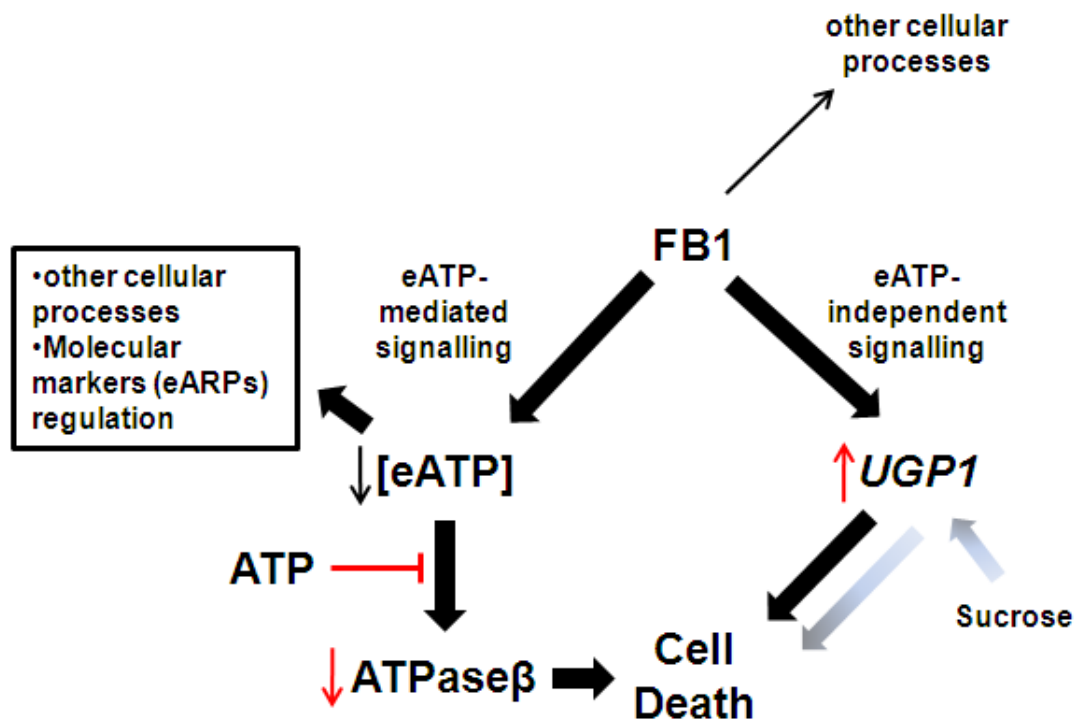 other cellular
processes
FB1
•other cellular
processes
•Molecular
markers (eARPs)
regulation
eATP-
mediated
signalling
eATP-
independent
signalling
[eATP]
UGP1
ATP
Sucrose
ATPaseβ
Cell
Death